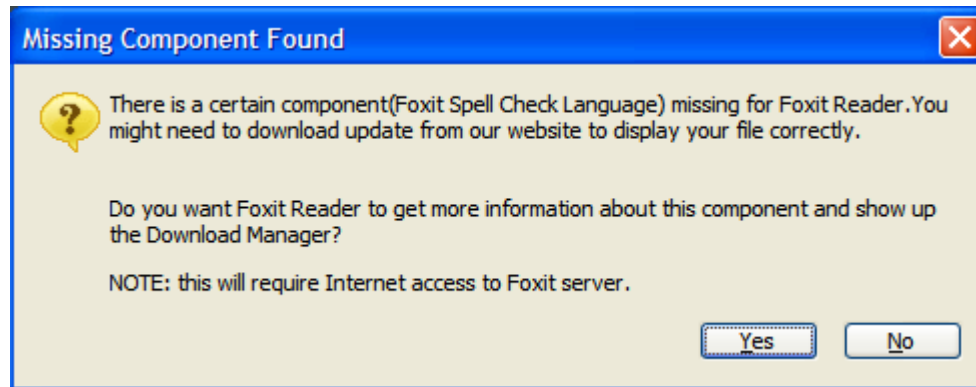 Missing Component Found
There is a certain component(Foxit Spell Check Language) missing for Foxit Reader.You
might need to download update from our website to display your file correctly.
Do you want Foxit Reader to get more information about this component and show up
the Download Manager?
NOTE: this will require Internet access to Foxit server.
Yes No